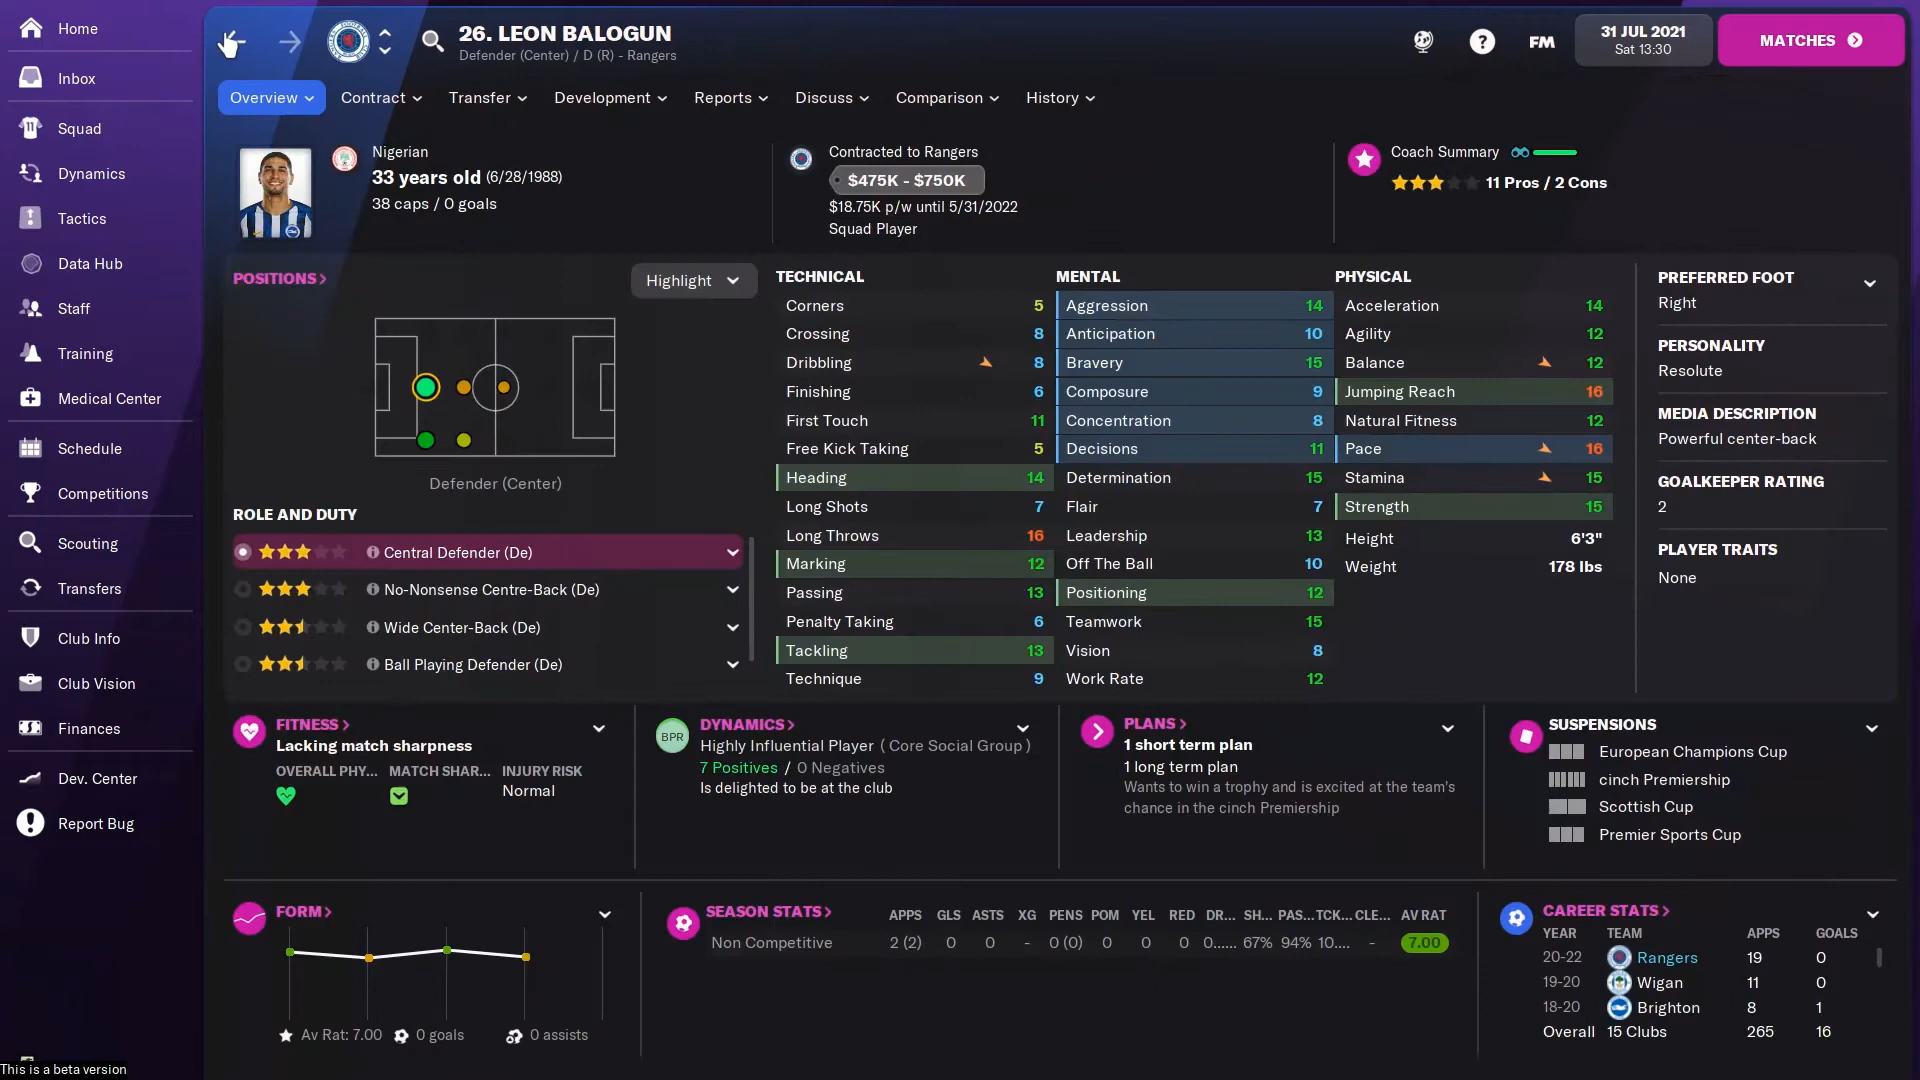 Home
Inbox
Squad
Dynamics
Tactics
Data Hub
Staff
Training
Medical Center
Schedule
Competitions
Scouting
Transfers
Club Info
Club Vision
Finances
Dev. Center
Report Bug
This is a beta version
26. LEON BALOGUN
Defender (Center) / D (R) - Rangers
FM
31 JUL 2021
Sat 13:30
MATCHES
Overview
Contract
Transfer
Development
Reports
Discuss
Comparison
History
Nigerian
33 years old (6/28/1988)
38 caps / 0 goals
Contracted to Rangers
$475K - $750K
$18.75K p/w until 5/31/2022
Squad Player
Coach Summary
11 Pros / 2 Cons
POSITIONS
Highlight
Defender (Center)
ROLE AND DUTY
Central Defender (De)
No-Nonsense Centre-Back (De)
Wide Center-Back (De)
Ball Playing Defender (De)
TECHNICAL
Corners 5
Crossing 8
Dribbling 8
Finishing 6
First Touch 11
Free Kick Taking 5
Heading 14
Long Shots 7
Long Throws 16
Marking 12
Passing 13
Penalty Taking 6
Tackling 13
Technique 9
MENTAL
Aggression 14
Anticipation 10
Bravery 15
Composure 9
Concentration 8
Decisions 11
Determination 15
Flair 7
Leadership 13
Off The Ball 10
Positioning 12
Teamwork 15
Vision 8
Work Rate 12
PHYSICAL
Acceleration 14
Agility 12
Balance 12
Jumping Reach 16
Natural Fitness 12
Pace 16
Stamina 15
Strength 15
Height 6'3"
Weight 178 lbs
PREFERRED FOOT
Right
PERSONALITY
Resolute
MEDIA DESCRIPTION
Powerful center-back
GOALKEEPER RATING
2
PLAYER TRAITS
None
FITNESS
Lacking match sharpness
OVERALL PHY... MATCH SHAR... INJURY RISK
Normal
BPR
DYNAMICS
Highly Influential Player ( Core Social Group )
7 Positives / 0 Negatives
Is delighted to be at the club
PLANS
1 short term plan
1 long term plan
Wants to win a trophy and is excited at the team's
chance in the cinch Premiership
SUSPENSIONS
European Champions Cup
cinch Premiership
Scottish Cup
Premier Sports Cup
FORM
Av Rat: 7.00 0 goals 0 assists
SEASON STATS APPS GLS ASTS XG PENS POM YEL RED DR... SH... PAS... TCK... CLE... AV RAT
Non Competitive 2 (2) 0 0 - 0 (0) 0 0 0 0...... 67% 94% 10.... - 7.00
CAREER STATS
YEAR TEAM APPS GOALS
20-22 Rangers 19 0
19-20 Wigan 11 0
18-20 Brighton 8 1
Overall 15 Clubs 265 16